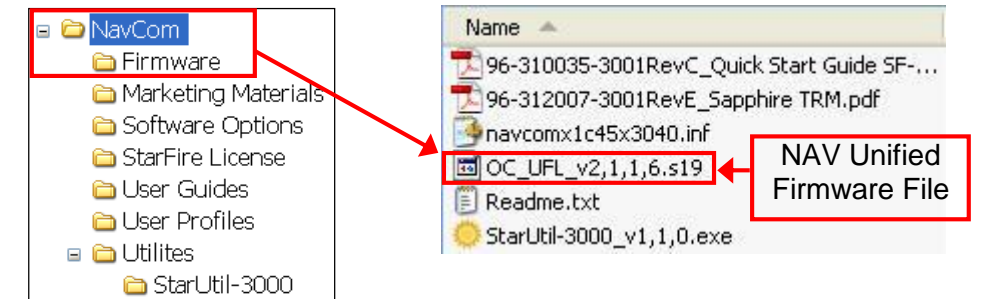 NavCom
Firmware
Marketing Materials
Software Options
StarFire License
User Guides
User Profiles
Utilites
StarUtil-3000
Name
96-310035-3001RevC_Quick Start Guide SF-...
96-312007-3001RevE_Sapphire TRM.pdf
navcomx1c45x3040.inf
OC_UFL_v2,1,1,6.s19
Readme.txt
StarUtil-3000_v1,1,0.exe
NAV Unified
Firmware File